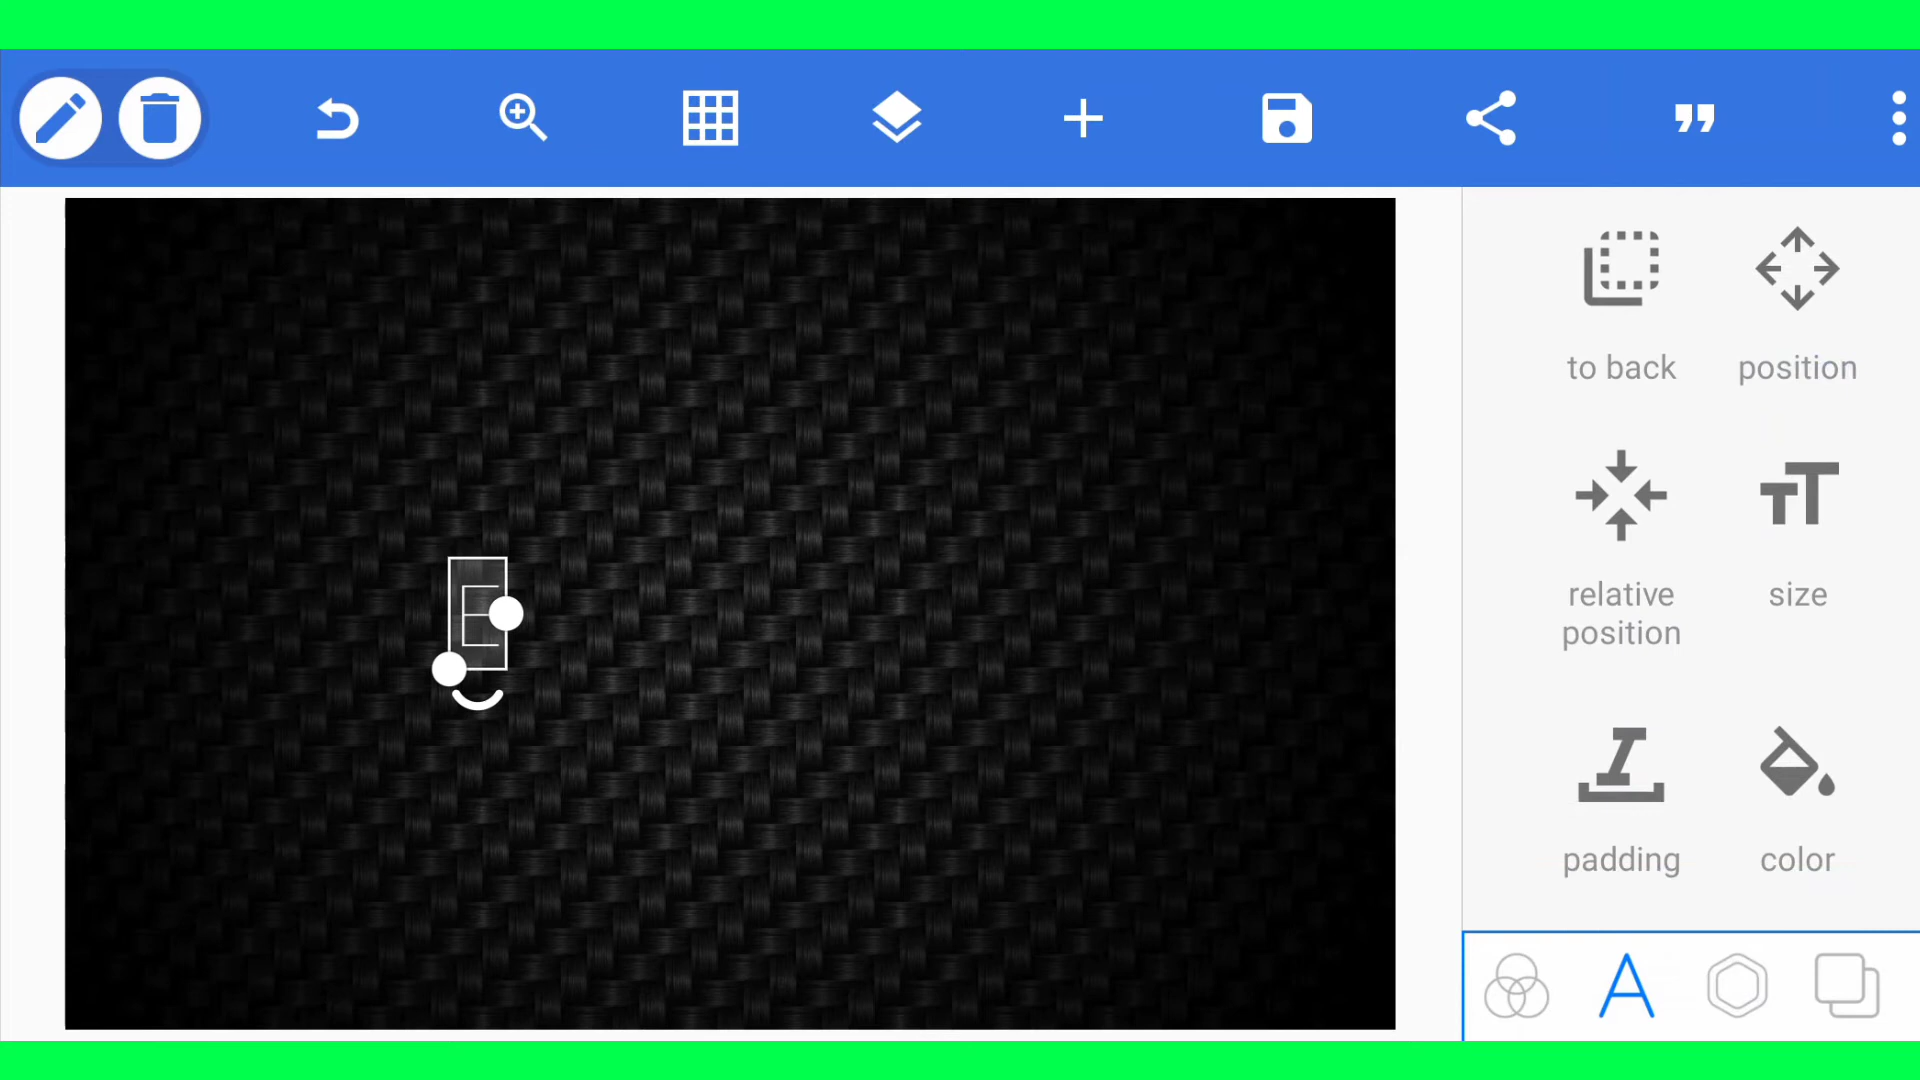 to back
position
relative
position
size
padding
color
E
A